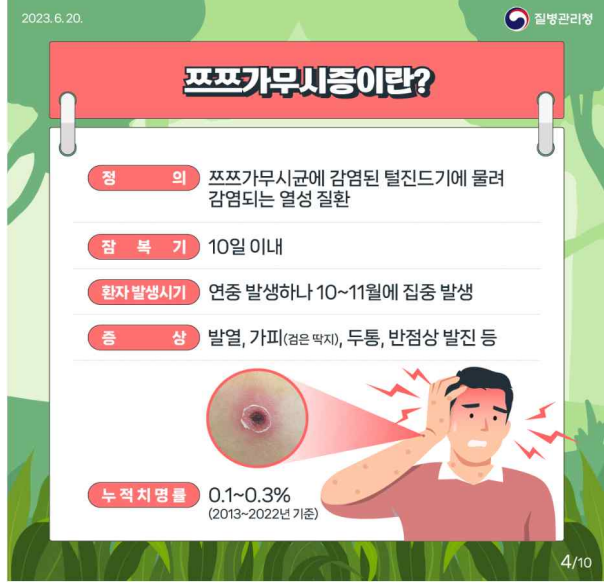 2023.6.20.
질병관리청
쯔쯔가무시증이란?
정 의
쯔쯔가무시균에 감염된 털진드기에 물려
감염되는 열성 질환
잠 복 기
10일 이내
환자 발생시기
연중 발생하나 10~11월에 집중 발생
증 상
발열, 가피(검은 딱지), 두통, 반점상 발진 등
누적치명률
0.1~0.3%
(2013~2022년 기준)
4/10